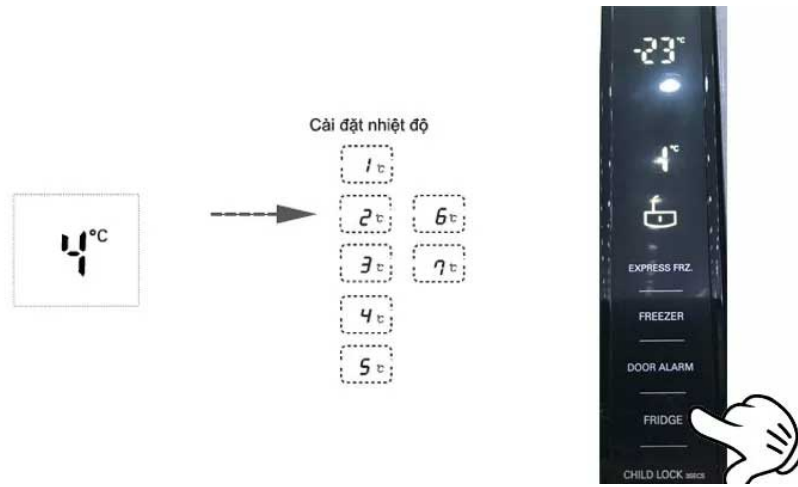 4°C
Cài đặt nhiệt độ
1 ℃
2 ℃
6 ℃
3 ℃
7 ℃
4 ℃
5 ℃
-23°C
EXPRESS FRZ.
FREEZER
DOOR ALARM
FRIDGE
CHILD LOCK 3SECS